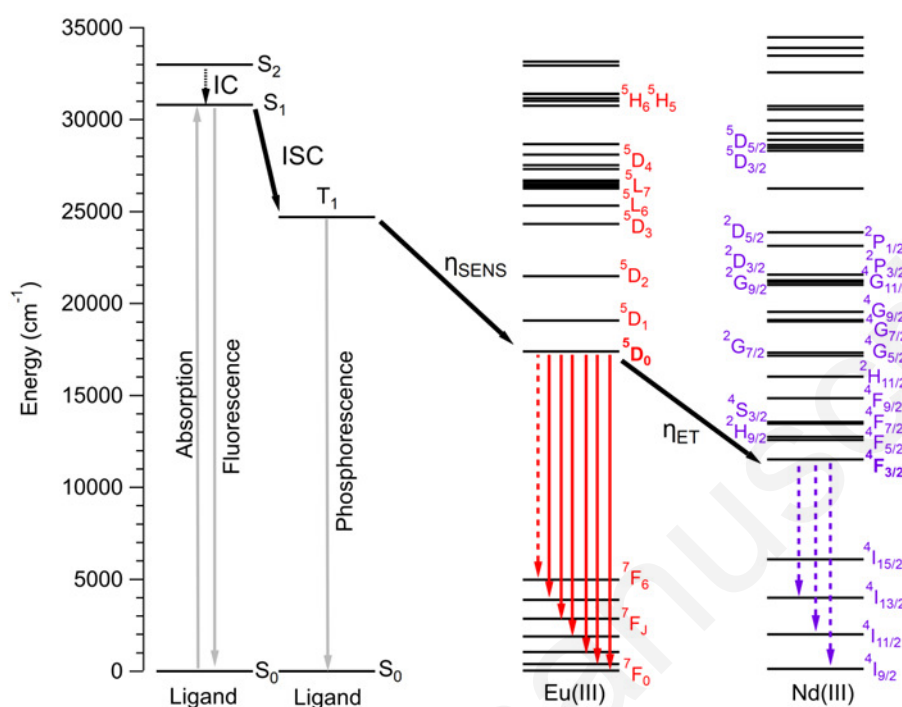 35000
30000
25000
20000
15000
10000
5000
0
Energy (cm⁻¹)
S₂
IC
S₁
ISC
T₁
Absorption
Fluorescence
Phosphorescence
S₀
S₀
Ligand
Ligand
ηSENS
⁵H₆ ⁵H₅
⁵D₄
⁵L₇
⁵L₆
⁵D₃
⁵D₂
⁵D₁
⁵D₀
ηET
⁷F₆
⁷F_J
⁷F₀
Eu(III)
⁵D₅/₂
⁵D₃/₂
²D₅/₂
²D₃/₂
²G₉/₂
²G₇/₂
⁴S₃/₂
²H₉/₂
²P₁/₂
²P₃/₂
⁴G₁₁/₂
⁴G₉/₂
⁴G₇/₂
⁴G₅/₂
²H₁₁/₂
⁴F₉/₂
⁴F₇/₂
⁴F₅/₂
⁴F₃/₂
⁴I₁₅/₂
⁴I₁₃/₂
⁴I₁₁/₂
⁴I₉/₂
Nd(III)